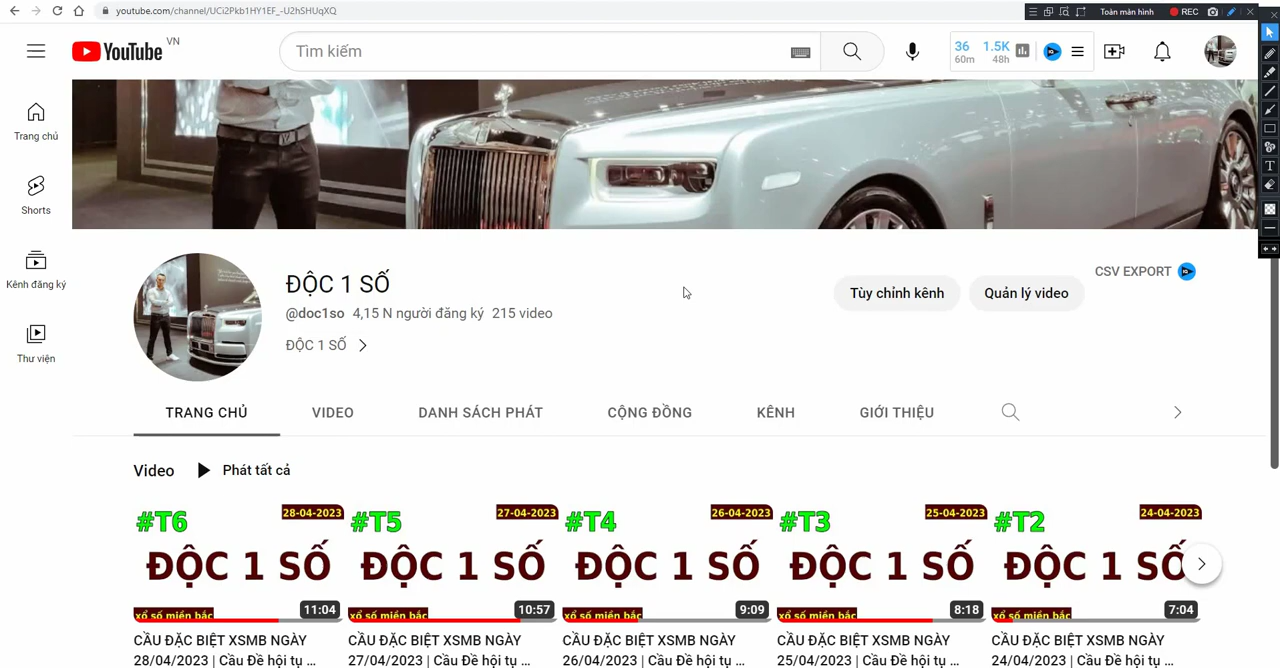 youtube.com/channel/UCi2Pkb1HY1EF_-U2hSHUqXQ
Toàn màn hình
REC
YouTube
VN
Tìm kiếm
36
60m
1.5K
48h
Trang chủ
Shorts
Kênh đăng ký
Thư viện
ĐỘC 1 SỐ
@doc1so 4,15 N người đăng ký 215 video
ĐỘC 1 SỐ
Tùy chỉnh kênh
Quản lý video
CSV EXPORT
TRANG CHỦ VIDEO DANH SÁCH PHÁT CỘNG ĐỒNG KÊNH GIỚI THIỆU
Video
Phát tất cả
#T6
28-04-2023
ĐỘC 1 SỐ
xổ số miền bắc
11:04
CẦU ĐẶC BIỆT XSMB NGÀY
28/04/2023 | Cầu Đề hội tụ ...
#T5
27-04-2023
ĐỘC 1 SỐ
xổ số miền bắc
10:57
CẦU ĐẶC BIỆT XSMB NGÀY
27/04/2023 | Cầu Đề hội tụ ...
#T4
26-04-2023
ĐỘC 1 SỐ
xổ số miền bắc
9:09
CẦU ĐẶC BIỆT XSMB NGÀY
26/04/2023 | Cầu Đề hội tụ ...
#T3
25-04-2023
ĐỘC 1 SỐ
xổ số miền bắc
8:18
CẦU ĐẶC BIỆT XSMB NGÀY
25/04/2023 | Cầu Đề hội tụ ...
#T2
24-04-2023
ĐỘC 1 SỐ
xổ số miền bắc
7:04
CẦU ĐẶC BIỆT XSMB NGÀY
24/04/2023 | Cầu Đề hội tụ ...